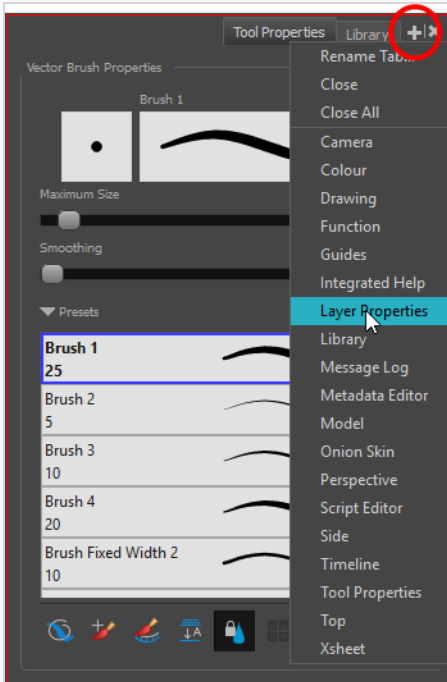 Tool Properties
Library
Rename Tab...
Vector Brush Properties
Close
Brush 1
Close All
Camera
Colour
Maximum Size
Drawing
Function
Smoothing
Guides
Integrated Help
Presets
Layer Properties
Library
Brush 1
25
Message Log
Brush 2
5
Metadata Editor
Model
Brush 3
10
Onion Skin
Perspective
Brush 4
20
Script Editor
Side
Brush Fixed Width 2
10
Timeline
Tool Properties
A
Top
Xsheet